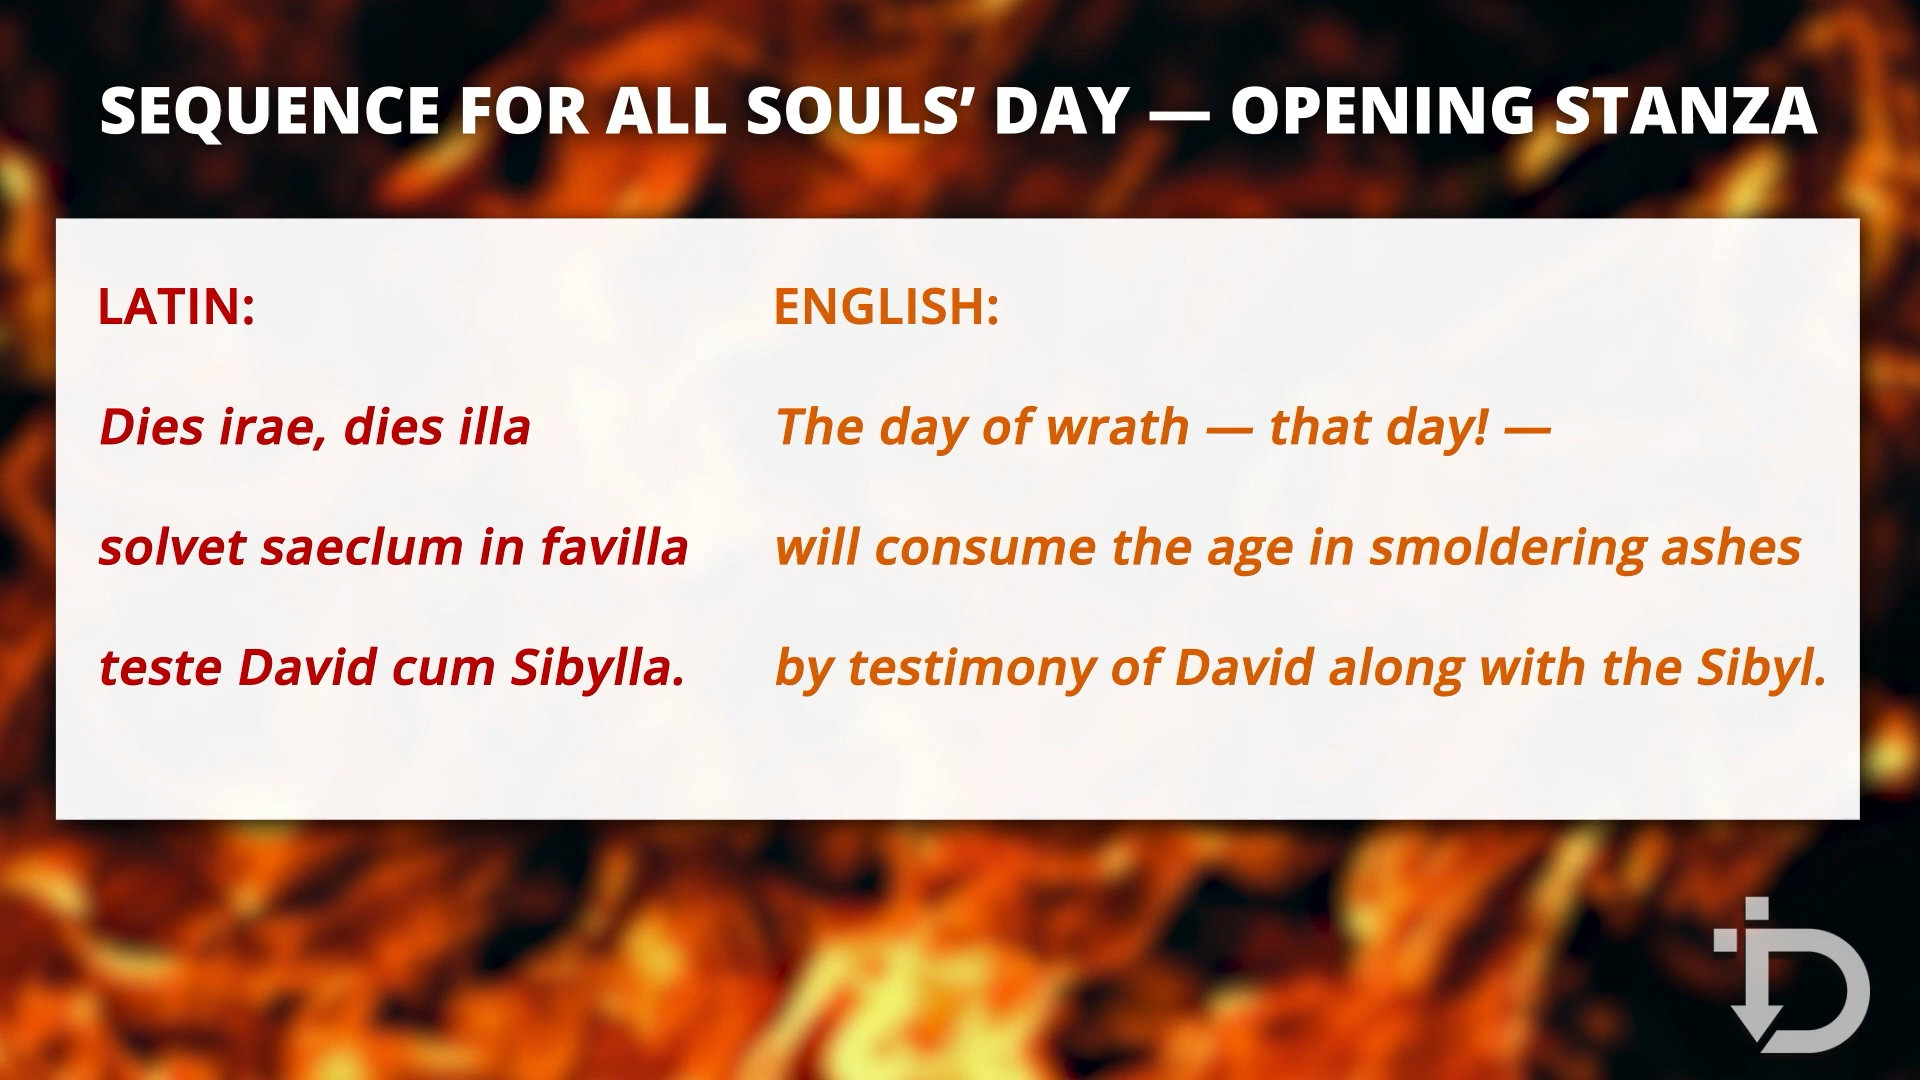 SEQUENCE FOR ALL SOULS’ DAY — OPENING STANZA
LATIN:
Dies irae, dies illa
solvet saeclum in favilla
teste David cum Sibylla.
ENGLISH:
The day of wrath — that day! —
will consume the age in smoldering ashes
by testimony of David along with the Sibyl.